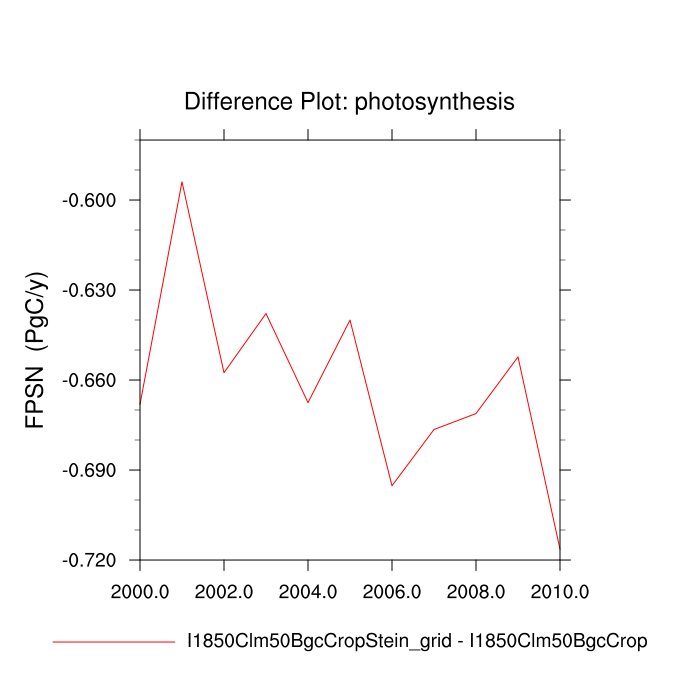 Difference Plot: photosynthesis
FPSN (PgC/y)
-0.600
-0.630
-0.660
-0.690
-0.720
2000.0 2002.0 2004.0 2006.0 2008.0 2010.0
I1850Clm50BgcCropStein_grid - I1850Clm50BgcCrop